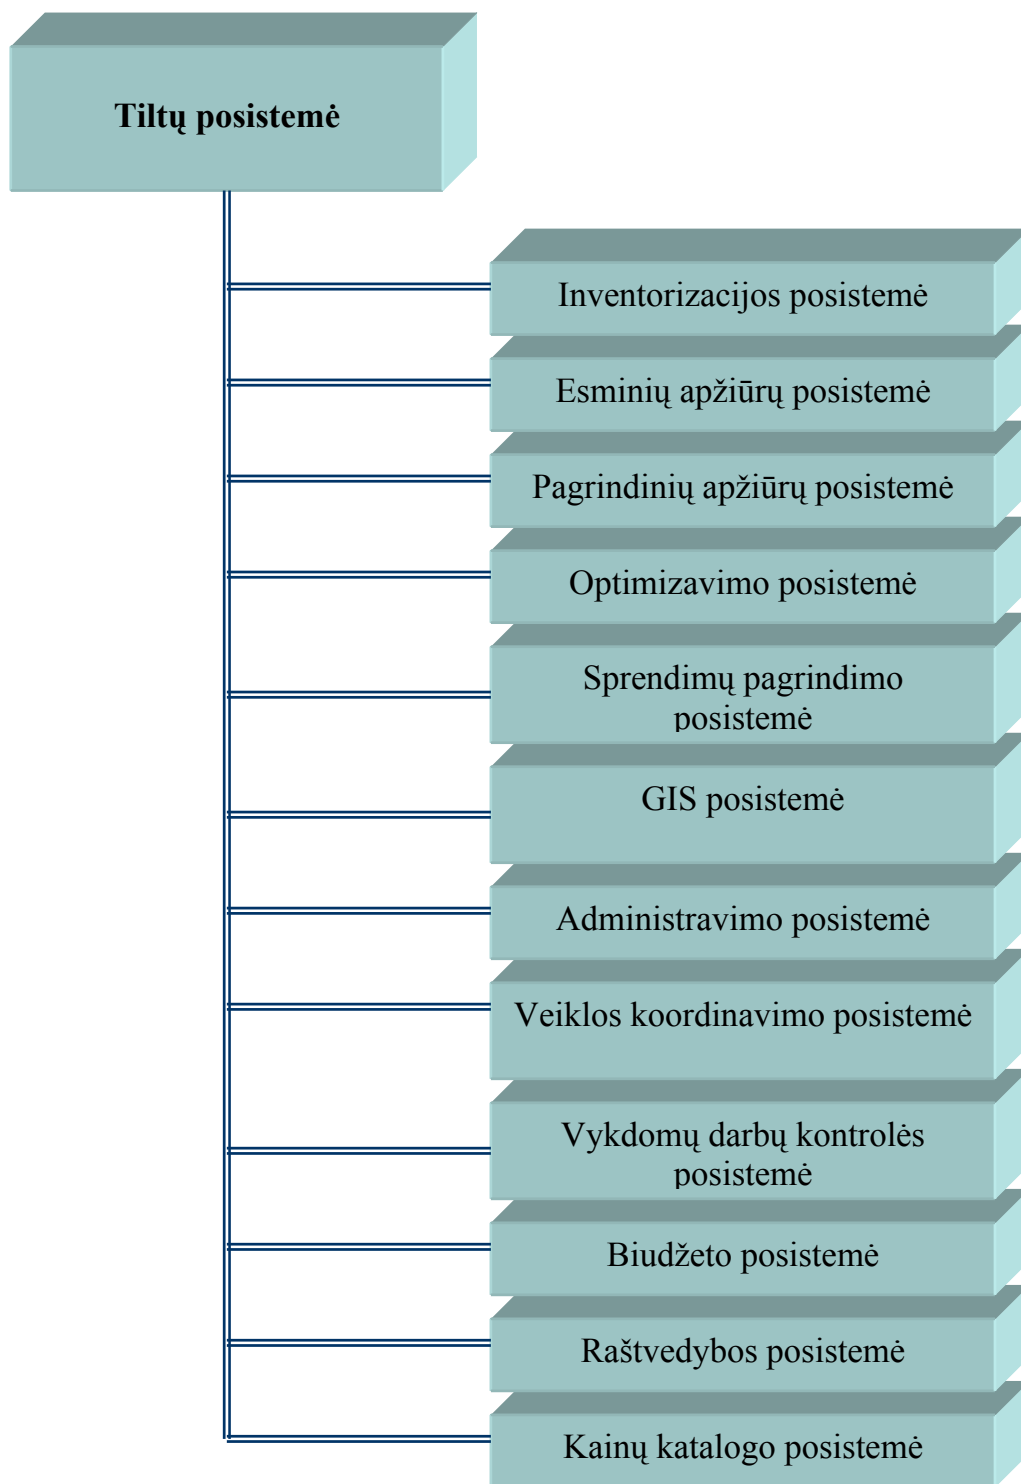 Tiltų posistemė
Inventorizacijos posistemė
Esminių apžiūrų posistemė
Pagrindinių apžiūrų posistemė
Optimizavimo posistemė
Sprendimų pagrindimo
posistemė
GIS posistemė
Administravimo posistemė
Veiklos koordinavimo posistemė
Vykdomų darbų kontrolės
posistemė
Biudžeto posistemė
Raštvedybos posistemė
Kainų katalogo posistemė